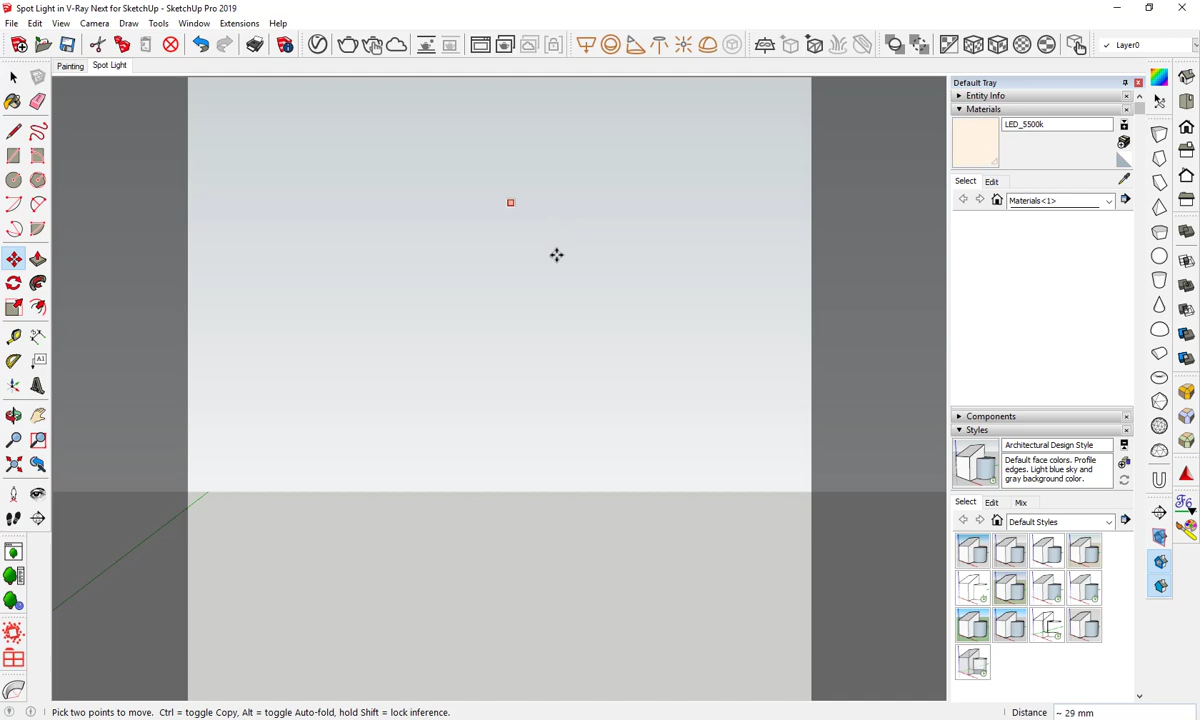 Spot Light in V-Ray Next for SketchUp - SketchUp Pro 2019
File Edit View Camera Draw Tools Window Extensions Help
Layer0
Painting Spot Light
Default Tray
Entity Info
Materials
LED_5500k
Select Edit
Materials<1>
Components
Styles
Architectural Design Style
Default face colors. Profile
edges. Light blue sky and
gray background color.
Select Edit Mix
Default Styles
Pick two points to move. Ctrl = toggle Copy, Alt = toggle Auto-fold, hold Shift = lock inference.
Distance ~ 29 mm